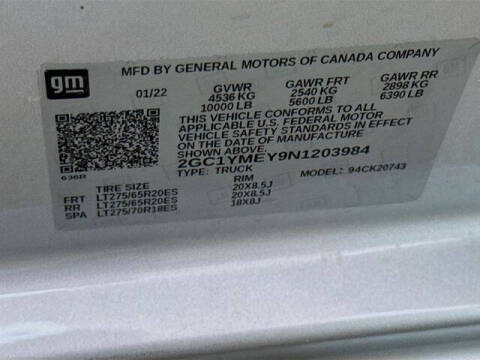 gm
MFD BY GENERAL MOTORS OF CANADA COMPANY
01/22 GVWR GAWR FRT GAWR RR
4536 KG 2540 KG 2898 KG
10000 LB 5600 LB 6390 LB
THIS VEHICLE CONFORMS TO ALL
APPLICABLE U.S. FEDERAL MOTOR
VEHICLE SAFETY STANDARDS IN EFFECT
ON THE DATE OF MANUFACTURE
SHOWN ABOVE.
2GC1YMEY9N1203984
636R TYPE: TRUCK MODEL: 94CK20743
TIRE SIZE RIM
FRT LT275/65R20ES 20X8.5J
RR LT275/65R20ES 20X8.5J
SPA LT275/70R18ES 18X8J